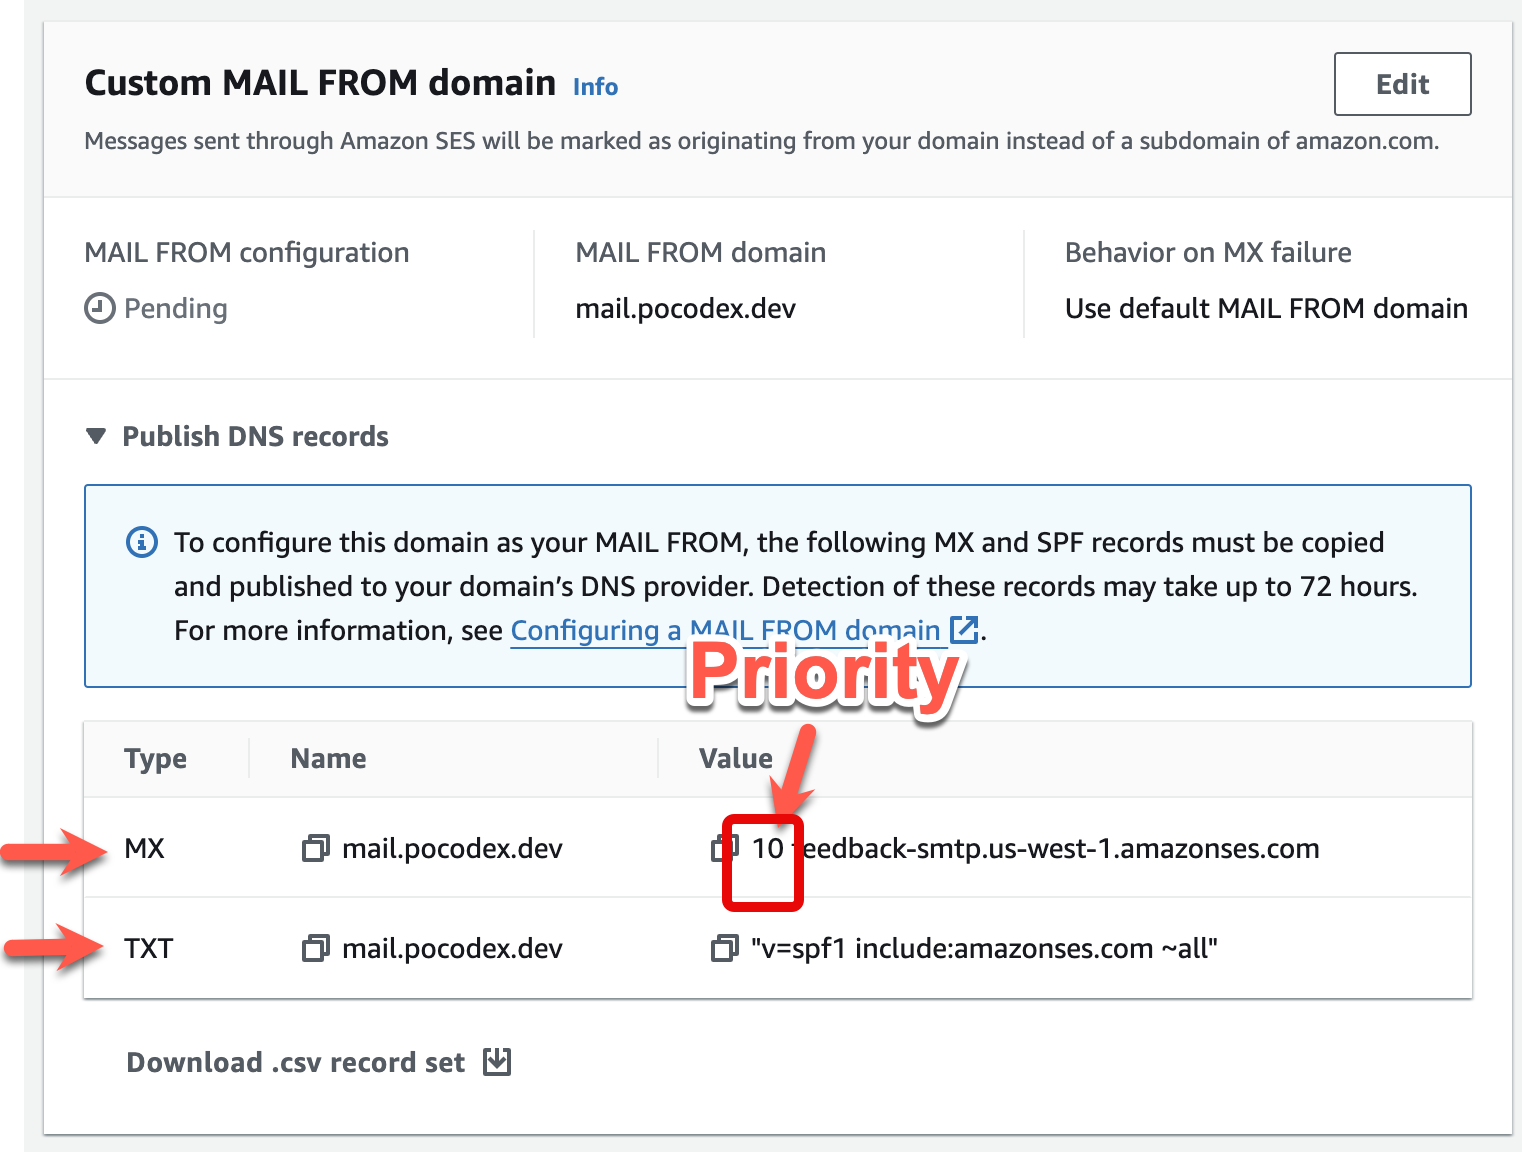 Custom MAIL FROM domain Info
Edit
Messages sent through Amazon SES will be marked as originating from your domain instead of a subdomain of amazon.com.
MAIL FROM configuration
Pending
MAIL FROM domain
mail.pocodex.dev
Behavior on MX failure
Use default MAIL FROM domain
Publish DNS records
To configure this domain as your MAIL FROM, the following MX and SPF records must be copied
and published to your domain's DNS provider. Detection of these records may take up to 72 hours.
For more information, see Configuring a MAIL FROM domain.
Priority
Type Name Value
MX mail.pocodex.dev 10 feedback-smtp.us-west-1.amazonses.com
TXT mail.pocodex.dev "v=spf1 include:amazonses.com ~all"
Download .csv record set